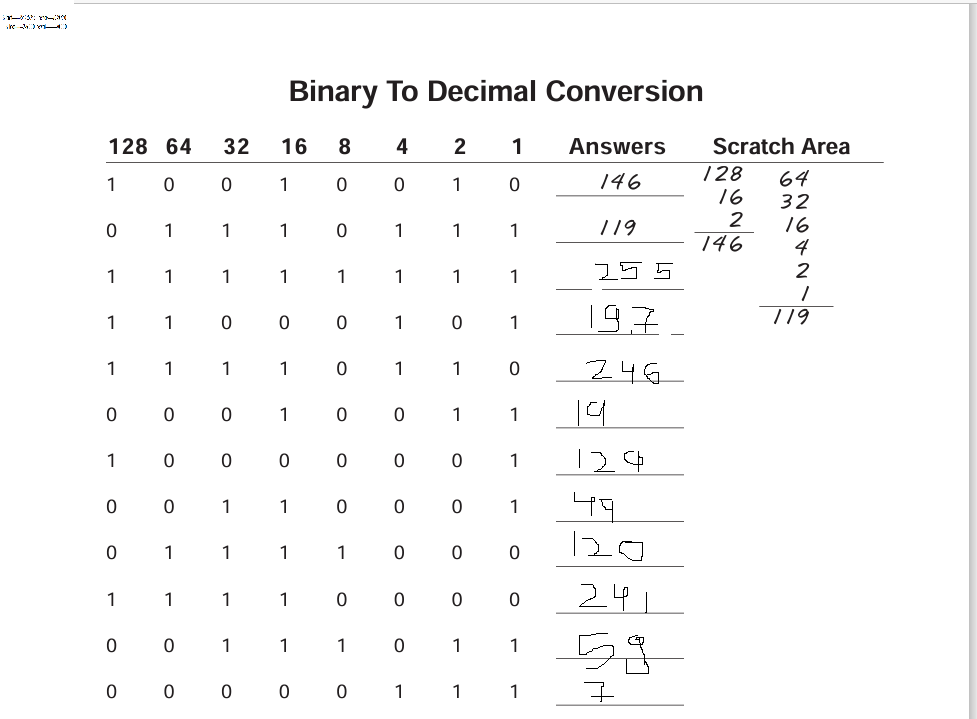 Binary To Decimal Conversion
128 64 32 16 8 4 2 1 Answers Scratch Area
1 0 0 1 0 0 1 0 146 128 64
16 32
0 1 1 1 0 1 1 1 119 2 16
146 4
1 1 1 1 1 1 1 1 255 2
1
1 1 0 0 0 1 0 1 197 119
1 1 1 1 0 1 1 0 246
0 0 0 1 0 0 1 1 19
1 0 0 0 0 0 0 1 129
0 0 1 1 0 0 0 1 49
0 1 1 1 1 0 0 0 120
1 1 1 1 0 0 0 0 241
0 0 1 1 1 0 1 1 59
0 0 0 0 0 1 1 1 7